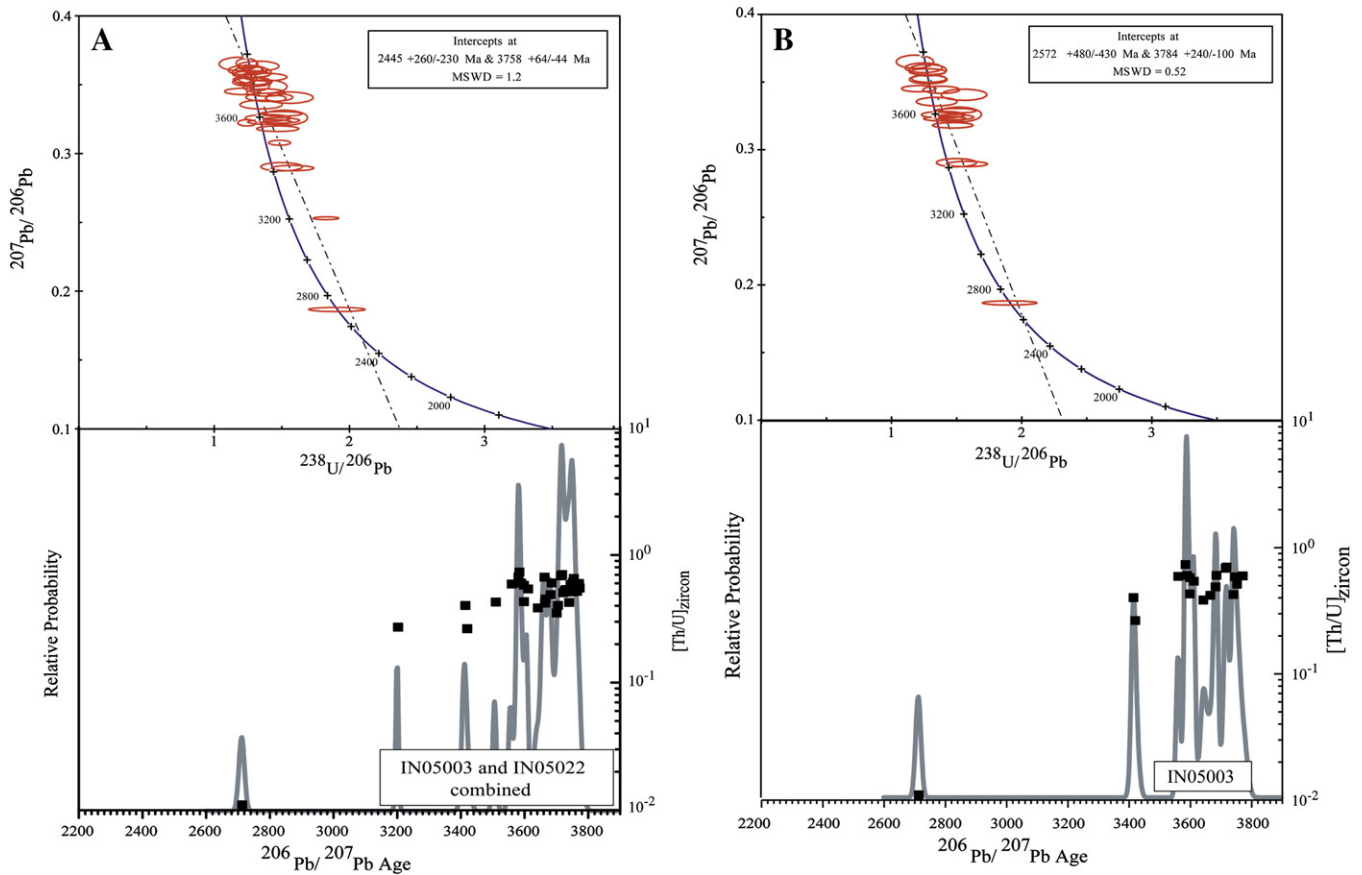 A
Intercepts at
2445 +260/-230 Ma & 3758 +64/-44 Ma
MSWD = 1.2
0.4
0.3
0.2
0.1
207Pb/ 206Pb
3600
3200
2800
2400
2000
1
2
3
238U/206Pb
10^1
10^0
10^-1
10^-2
[Th/U]zircon
Relative Probability
IN05003 and IN05022
combined
2200 2400 2600 2800 3000 3200 3400 3600 3800
206Pb/ 207Pb Age
B
Intercepts at
2572 +480/-430 Ma & 3784 +240/-100 Ma
MSWD = 0.52
0.4
0.3
0.2
0.1
207Pb/ 206Pb
3600
3200
2800
2400
2000
1
2
3
238U/206Pb
10^1
10^0
10^-1
10^-2
[Th/U]zircon
Relative Probability
IN05003
2200 2400 2600 2800 3000 3200 3400 3600 3800
206Pb/ 207Pb Age